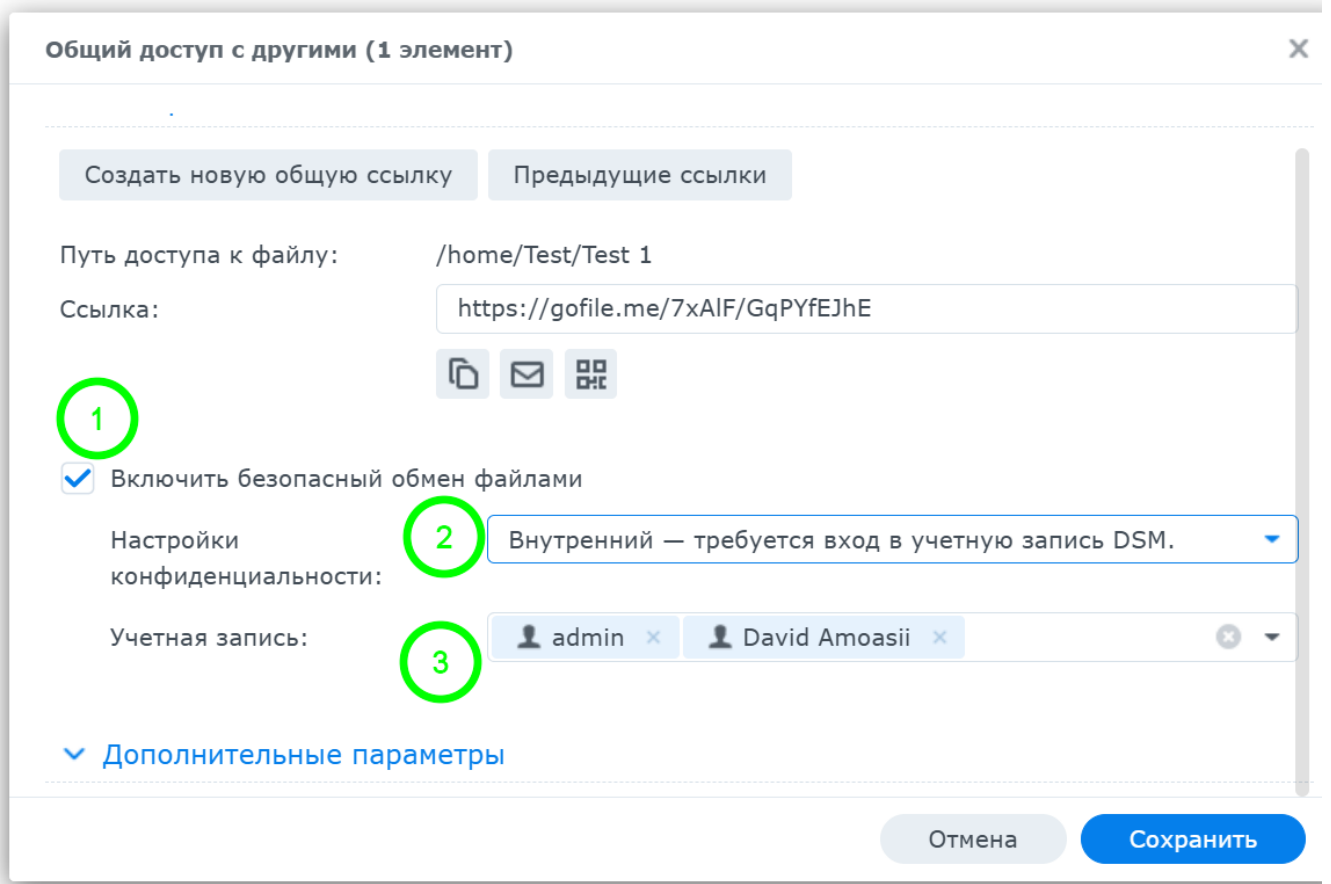 Общий доступ с другими (1 элемент)
Создать новую общую ссылку Предыдущие ссылки
Путь доступа к файлу: /home/Test/Test 1
Ссылка: https://gofile.me/7xAlF/GqPYfEJhE
1
Включить безопасный обмен файлами
Настройки конфиденциальности: 2 Внутренний — требуется вход в учетную запись DSM.
Учетная запись: admin David Amoasii
3
Дополнительные параметры
Отмена Сохранить